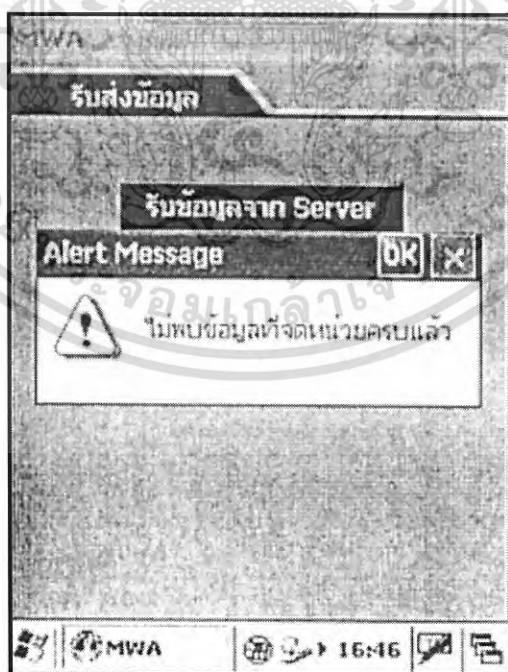 MWA
รับส่งข้อมูล
รับข้อมูลจาก Server
Alert Message OK
ไม่พบข้อมูลที่จดหน่วยครบแล้ว
MWA 16:46